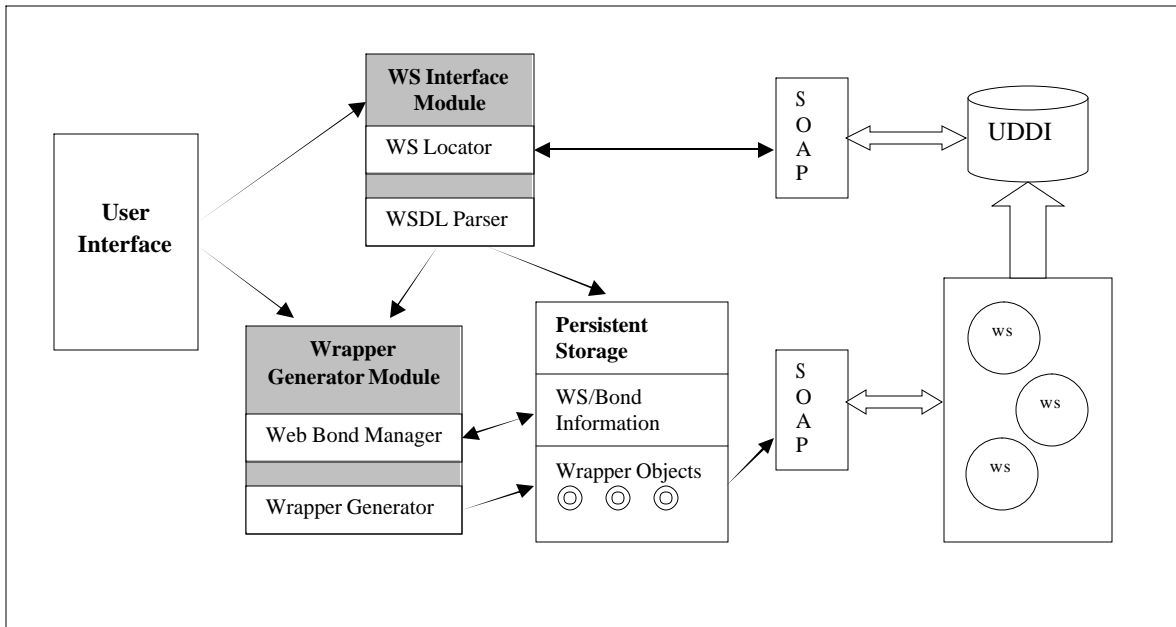 User
Interface
WS Interface
Module
WS Locator
WSDL Parser
S
O
A
P
UDDI
Wrapper
Generator Module
Web Bond Manager
Wrapper Generator
Persistent
Storage
WS/Bond
Information
Wrapper Objects
S
O
A
P
ws
ws
ws